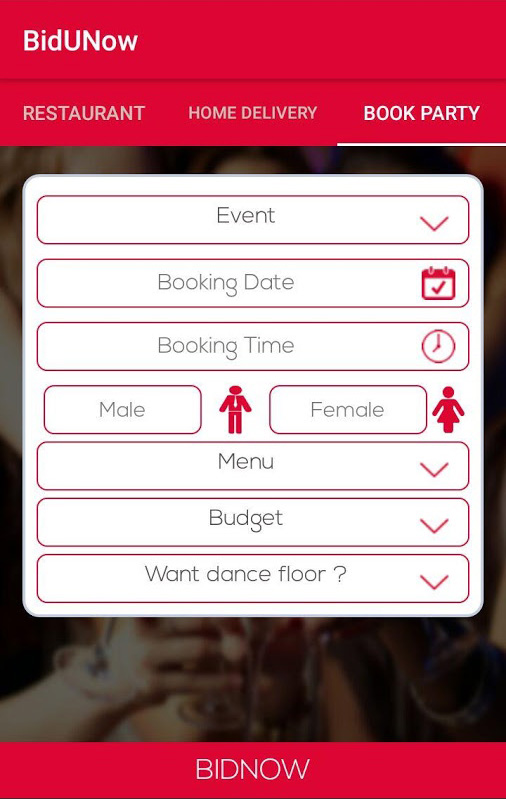 BidUNow
RESTAURANT HOME DELIVERY BOOK PARTY
Event
Booking Date
Booking Time
Male Female
Menu
Budget
Want dance floor ?
BIDNOW